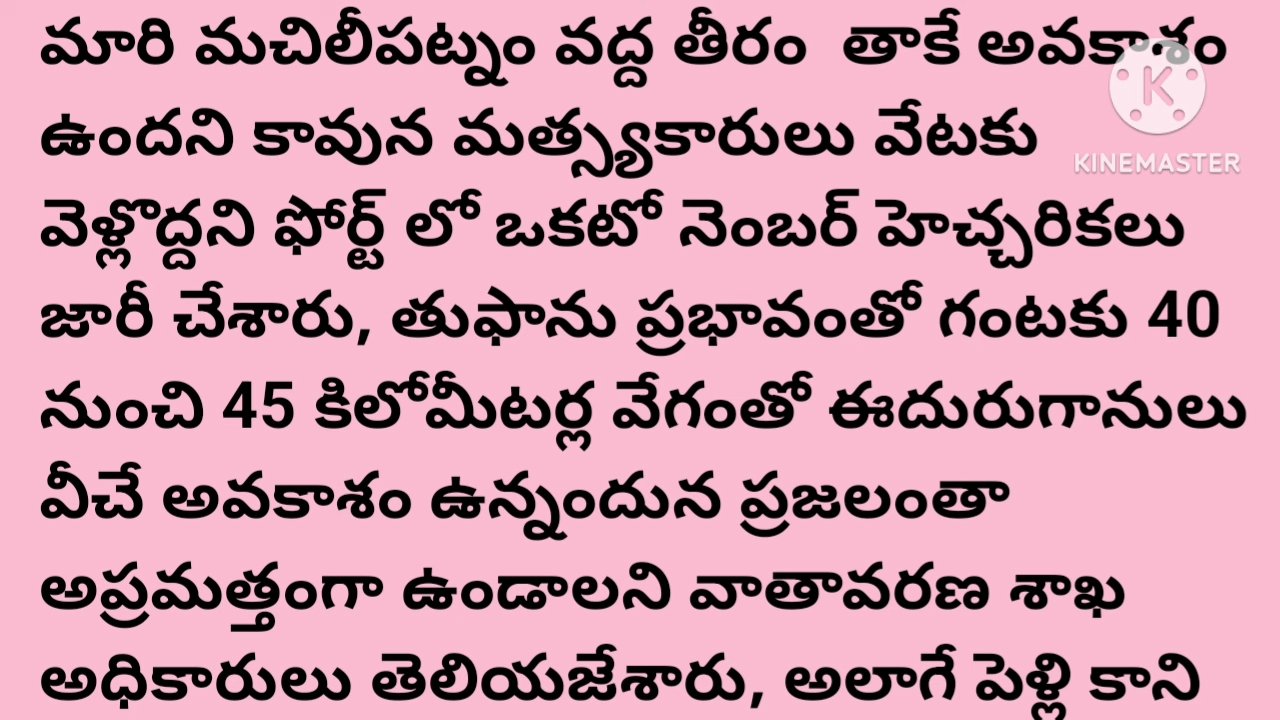 మారి మచిలీపట్నం వద్ద తీరం తాకే అవకాశం
ఉందని కావున మత్స్యకారులు వేటకు
వెళ్లొద్దని ఫోర్ట్ లో ఒకటో నెంబర్ హెచ్చరికలు
జారీ చేశారు, తుఫాను ప్రభావంతో గంటకు 40
నుంచి 45 కిలోమీటర్ల వేగంతో ఈదురుగానులు
వీచే అవకాశం ఉన్నందున ప్రజలంతా
అప్రమత్తంగా ఉండాలని వాతావరణ శాఖ
అధికారులు తెలియజేశారు, అలాగే పెళ్లి కాని
KINEMASTER